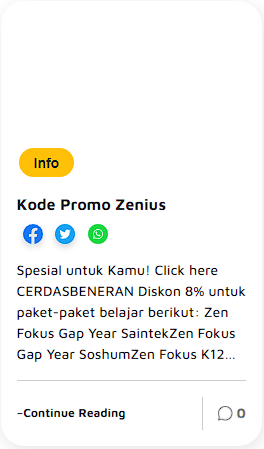 Info
Kode Promo Zenius
Spesial untuk Kamu! Click here
CERDASBENERAN Diskon 8% untuk
paket-paket belajar berikut: Zen
Fokus Gap Year SaintekZen Fokus
Gap Year SoshumZen Fokus K12...
-Continue Reading
0